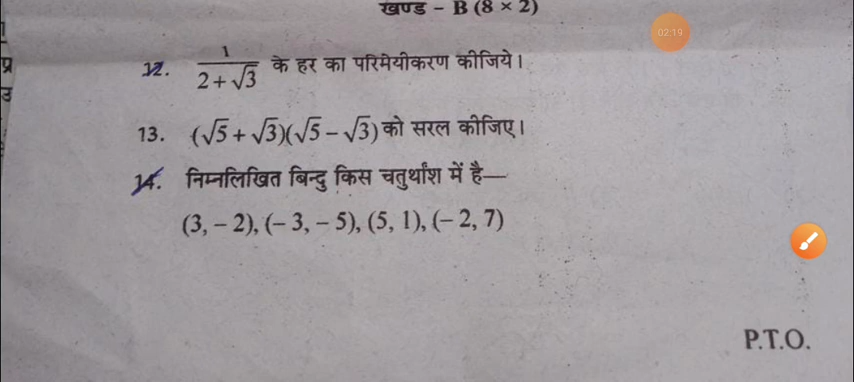 खण्ड - B (8 × 2)
02:19
12. 1/(2+√3) के हर का परिमेयीकरण कीजिये।
13. (√5 + √3)(√5 - √3) को सरल कीजिए।
14. निम्नलिखित बिन्दु किस चतुर्थांश में है—
(3, - 2), (- 3, - 5), (5, 1), (- 2, 7)
P.T.O.